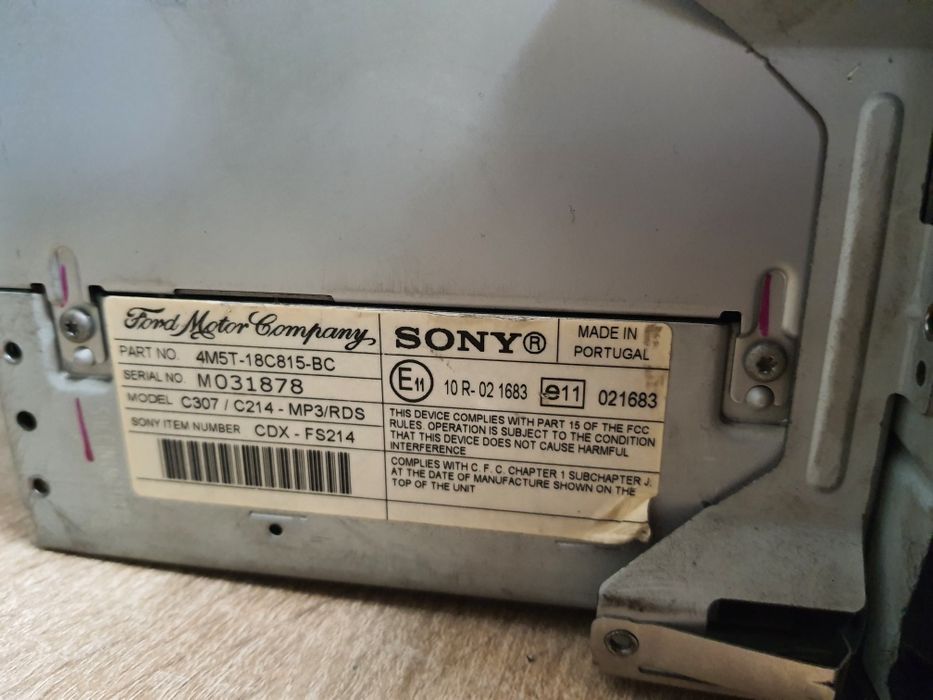 Ford Motor Company
PART NO. 4M5T-18C815-BC
SERIAL NO. M031878
MODEL C307 / C214 - MP3/RDS
SONY ITEM NUMBER CDX - FS214
SONY®
MADE IN
PORTUGAL
E11 10 R- 02 1683 e11 021683
THIS DEVICE COMPLIES WITH PART 15 OF THE FCC
RULES. OPERATION IS SUBJECT TO THE CONDITION
THAT THIS DEVICE DOES NOT CAUSE HARMFUL
INTERFERENCE
COMPLIES WITH C. F. C. CHAPTER 1 SUBCHAPTER J.
AT THE DATE OF MANUFACTURE SHOWN ON THE
TOP OF THE UNIT